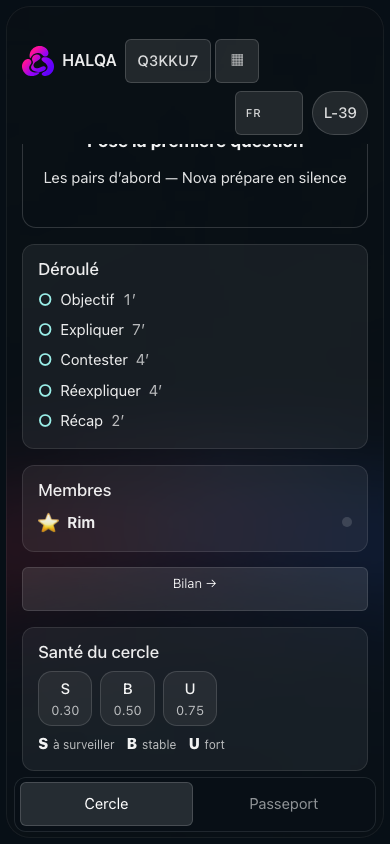 HALQA Q3KKU7
FR L-39
Pose la première question
Les pairs d’abord — Nova prépare en silence
Déroulé
Objectif 1′
Expliquer 7′
Contester 4′
Réexpliquer 4′
Récap 2′
Membres
Rim
Bilan →
Santé du cercle
S B U
0.30 0.50 0.75
S à surveiller B stable U fort
Cercle Passeport